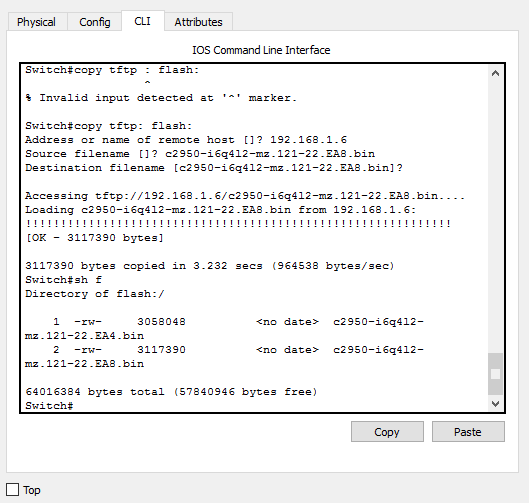 Physical Config CLI Attributes
IOS Command Line Interface
Switch#copy tftp : flash:
^
% Invalid input detected at '^' marker.
Switch#copy tftp: flash:
Address or name of remote host []? 192.168.1.6
Source filename []? c2950-i6q4l2-mz.121-22.EA8.bin
Destination filename [c2950-i6q4l2-mz.121-22.EA8.bin]?
Accessing tftp://192.168.1.6/c2950-i6q4l2-mz.121-22.EA8.bin....
Loading c2950-i6q4l2-mz.121-22.EA8.bin from 192.168.1.6:
!!!!!!!!!!!!!!!!!!!!!!!!!!!!!!!!!!!!!!!!!!!!!!!!!!!!!!!!!!!!!
[OK - 3117390 bytes]
3117390 bytes copied in 3.232 secs (964538 bytes/sec)
Switch#sh f
Directory of flash:/
1 -rw- 3058048 <no date> c2950-i6q4l2-
mz.121-22.EA4.bin
2 -rw- 3117390 <no date> c2950-i6q4l2-
mz.121-22.EA8.bin
64016384 bytes total (57840946 bytes free)
Switch#
Copy Paste
Top